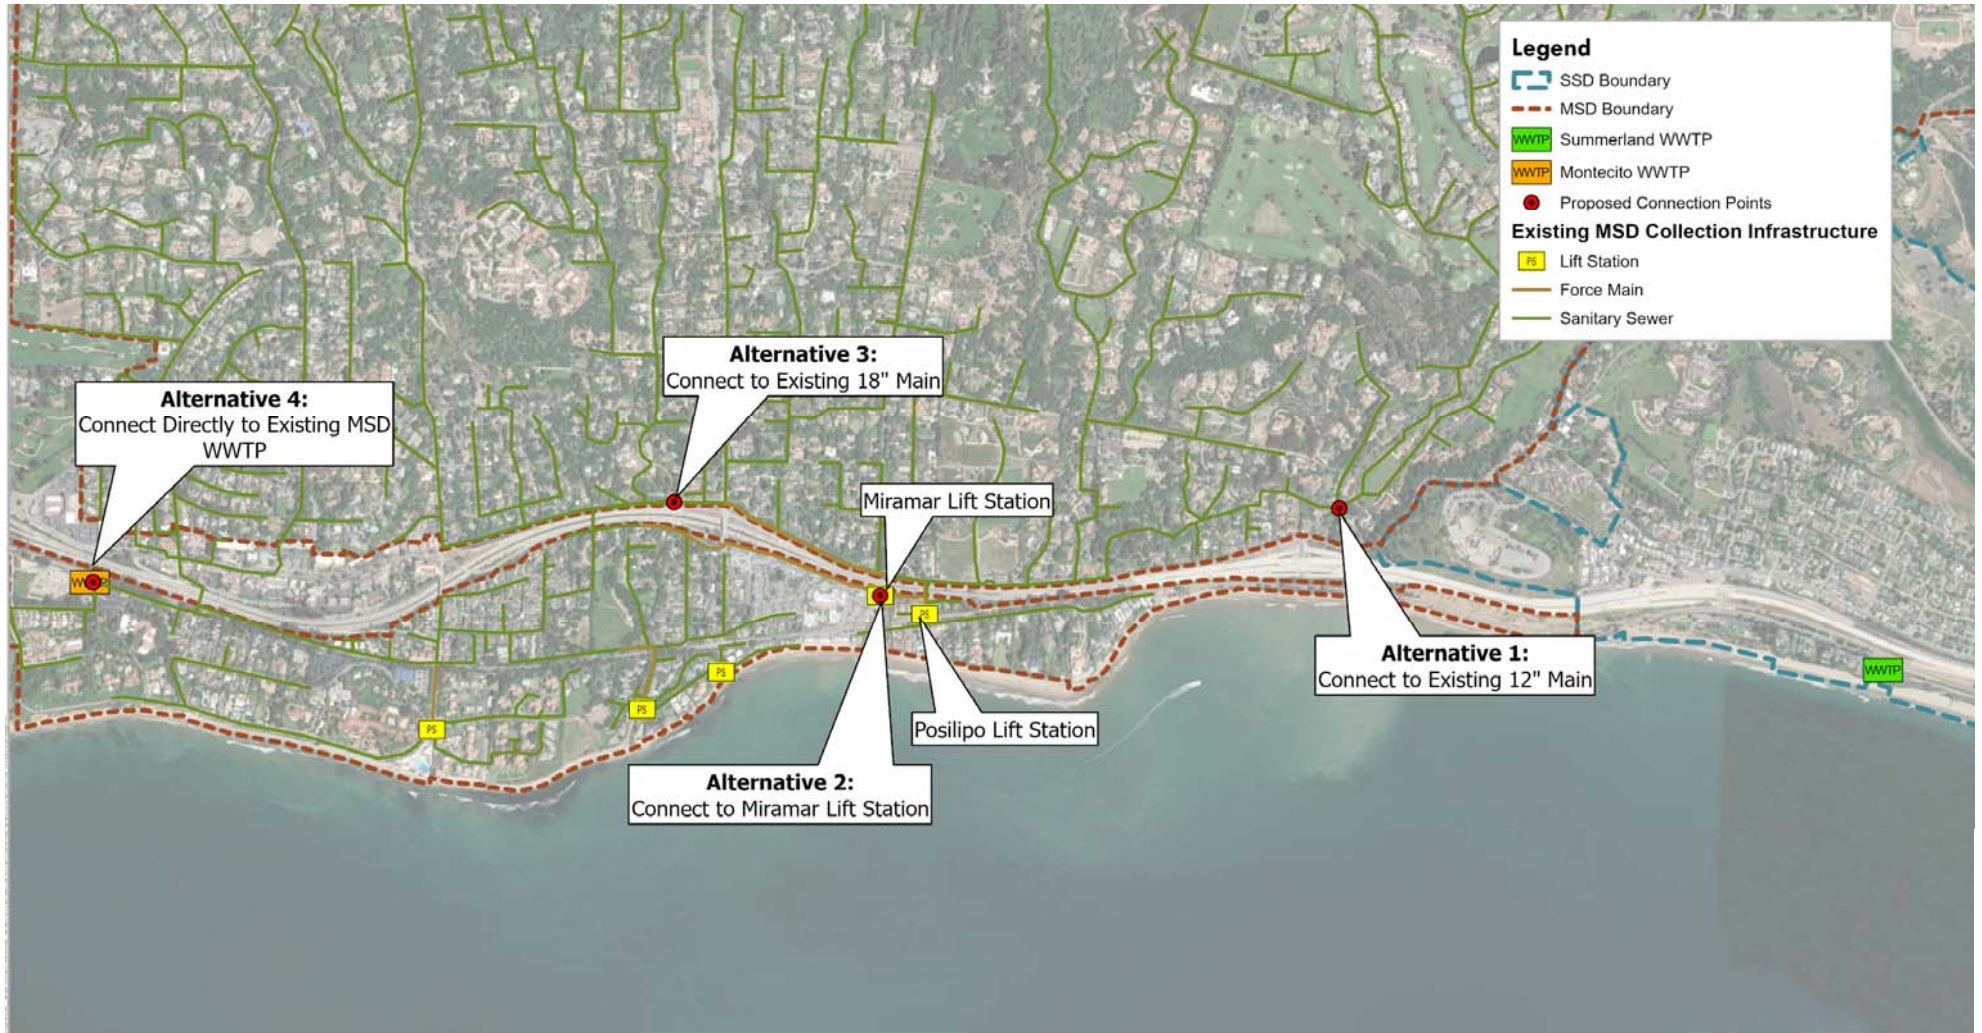 Legend
SSD Boundary
MSD Boundary
WWTP Summerland WWTP
WWTP Montecito WWTP
Proposed Connection Points
Existing MSD Collection Infrastructure
PS Lift Station
Force Main
Sanitary Sewer
Alternative 3:
Connect to Existing 18" Main
Alternative 4:
Connect Directly to Existing MSD
WWTP
Miramar Lift Station
WWTP
PS
Alternative 1:
Connect to Existing 12" Main
WWTP
PS
PS
PS
Posilipo Lift Station
Alternative 2:
Connect to Miramar Lift Station